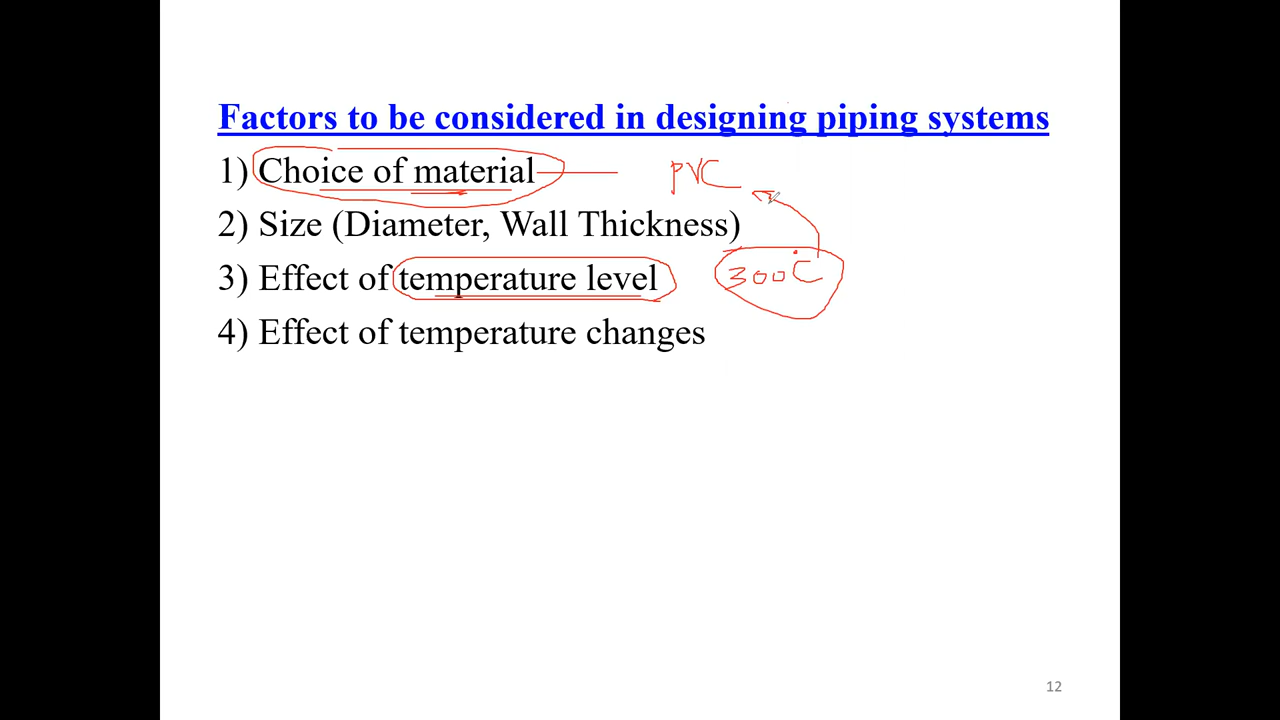 Factors to be considered in designing piping systems
1) Choice of material PVC
2) Size (Diameter, Wall Thickness)
3) Effect of temperature level 300°C
4) Effect of temperature changes
12